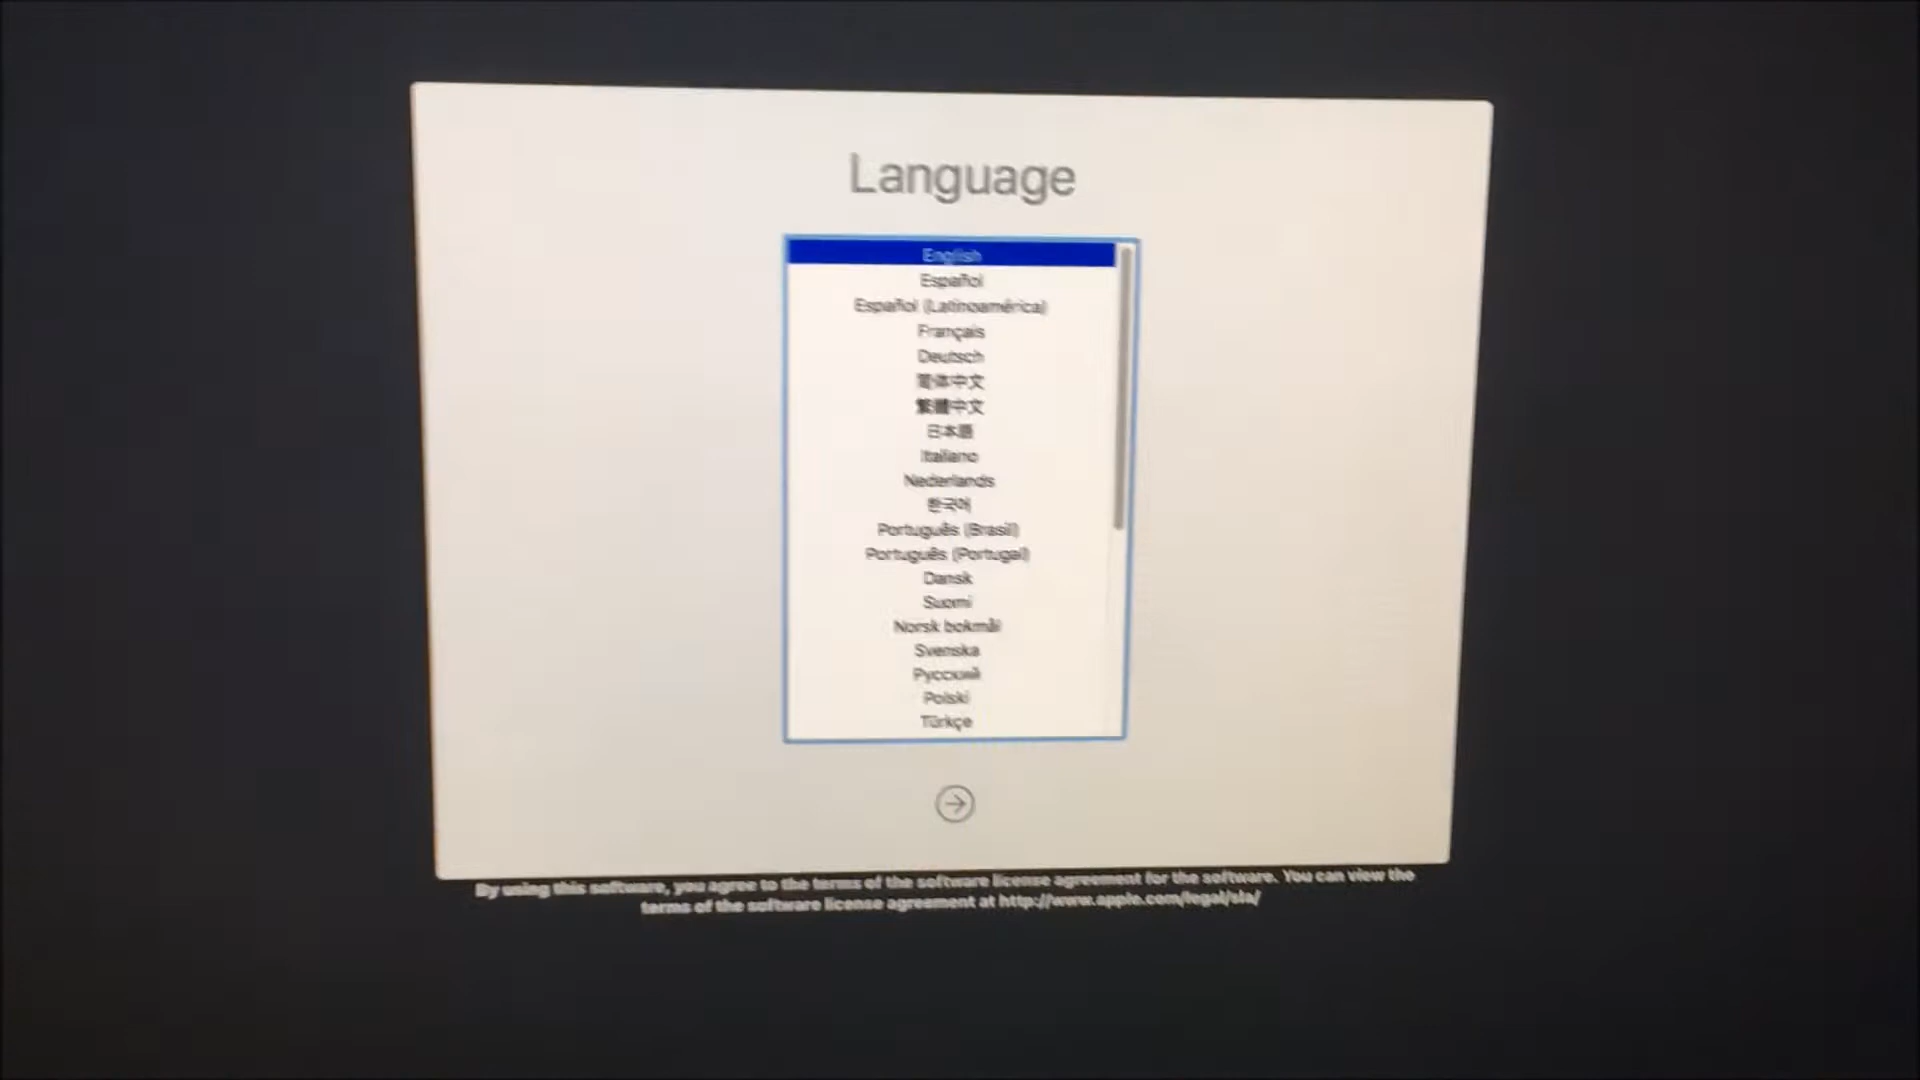 Language
English
Español
Español (Latinoamérica)
Français
Deutsch
简体中文
繁體中文
日本語
Italiano
Nederlands
한국어
Português (Brasil)
Português (Portugal)
Dansk
Suomi
Norsk bokmål
Svenska
Русский
Polski
Türkçe
By using this software, you agree to the terms of the software license agreement for the software. You can view the
terms of the software license agreement at http://www.apple.com/legal/sla/